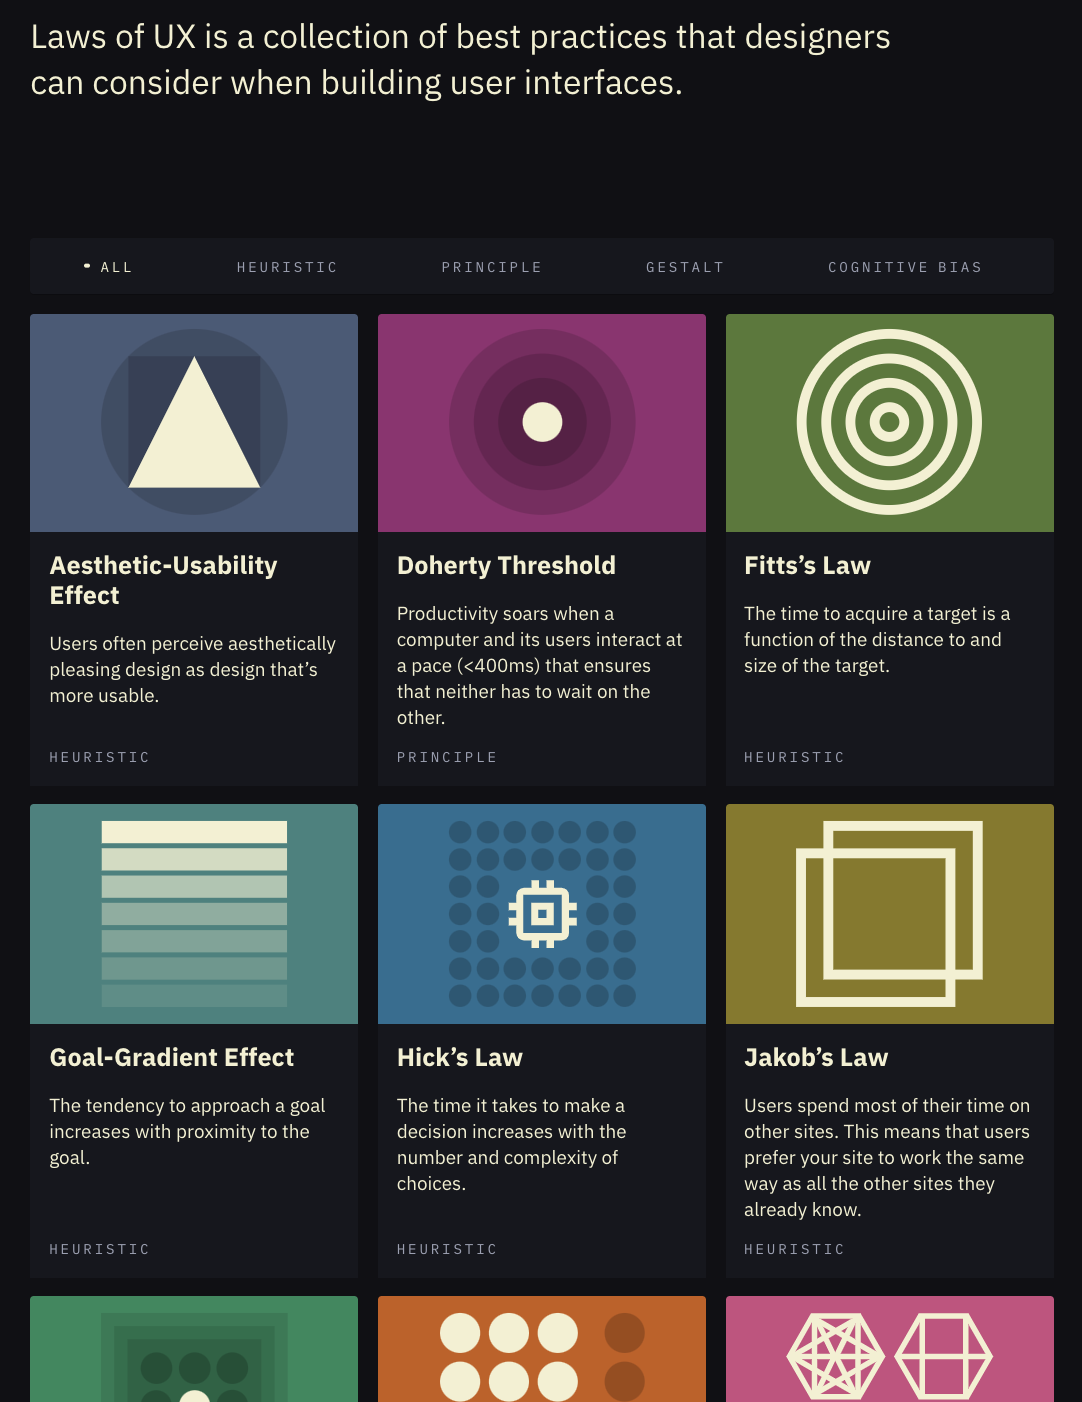 Laws of UX is a collection of best practices that designers
can consider when building user interfaces.
ALL
HEURISTIC
PRINCIPLE
GESTALT
COGNITIVE BIAS
Aesthetic-Usability
Effect
Users often perceive aesthetically
pleasing design as design that’s
more usable.
HEURISTIC
Doherty Threshold
Productivity soars when a
computer and its users interact at
a pace (<400ms) that ensures
that neither has to wait on the
other.
PRINCIPLE
Fitts’s Law
The time to acquire a target is a
function of the distance to and
size of the target.
HEURISTIC
Goal-Gradient Effect
The tendency to approach a goal
increases with proximity to the
goal.
HEURISTIC
Hick’s Law
The time it takes to make a
decision increases with the
number and complexity of
choices.
HEURISTIC
Jakob’s Law
Users spend most of their time on
other sites. This means that users
prefer your site to work the same
way as all the other sites they
already know.
HEURISTIC